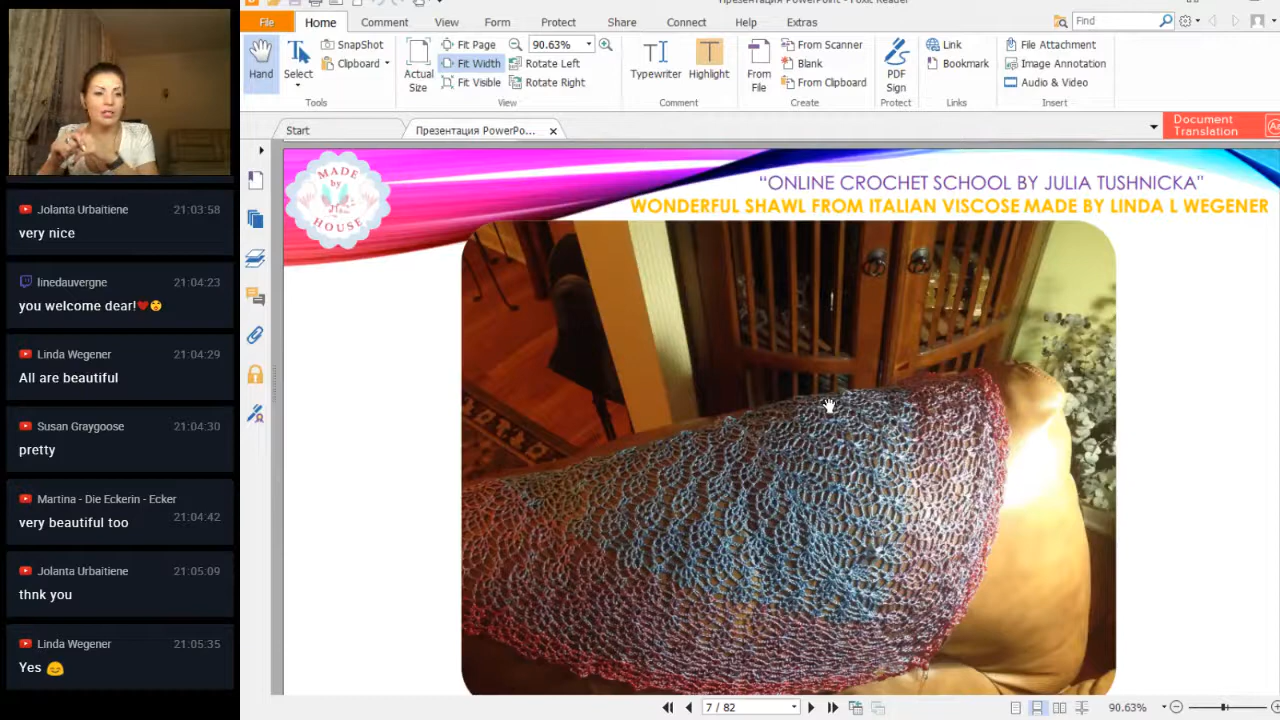 File
Home
Comment
View
Form
Protect
Share
Connect
Help
Extras
Find
Hand
Select
SnapShot
Clipboard
Tools
Actual Size
Fit Page
Fit Width
Fit Visible
90.63%
Rotate Left
Rotate Right
View
Typewriter
Highlight
Comment
From File
From Scanner
Blank
From Clipboard
Create
PDF Sign
Protect
Link
Bookmark
Links
File Attachment
Image Annotation
Audio & Video
Insert
Start
Презентация PowerPo...
Document Translation
Jolanta Urbaitiene 21:03:58
very nice
linedauvergne 21:04:23
you welcome dear!❤😲
Linda Wegener 21:04:29
All are beautiful
Susan Graygoose 21:04:30
pretty
Martina - Die Eckerin - Ecker
very beautiful too 21:04:42
Jolanta Urbaitiene 21:05:09
thnk you
Linda Wegener 21:05:35
Yes 😊
MADE
by
HOUSE
“ONLINE CROCHET SCHOOL BY JULIA TUSHNICKA"
WONDERFUL SHAWL FROM ITALIAN VISCOSE MADE BY LINDA L WEGENER
7 / 82
90.63%